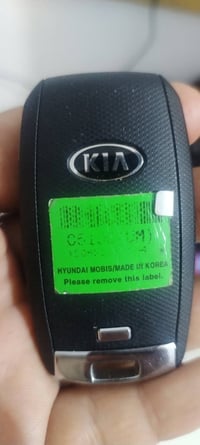 KIA
HYUNDAI MOBIS/MADE IN KOREA
Please remove this label.